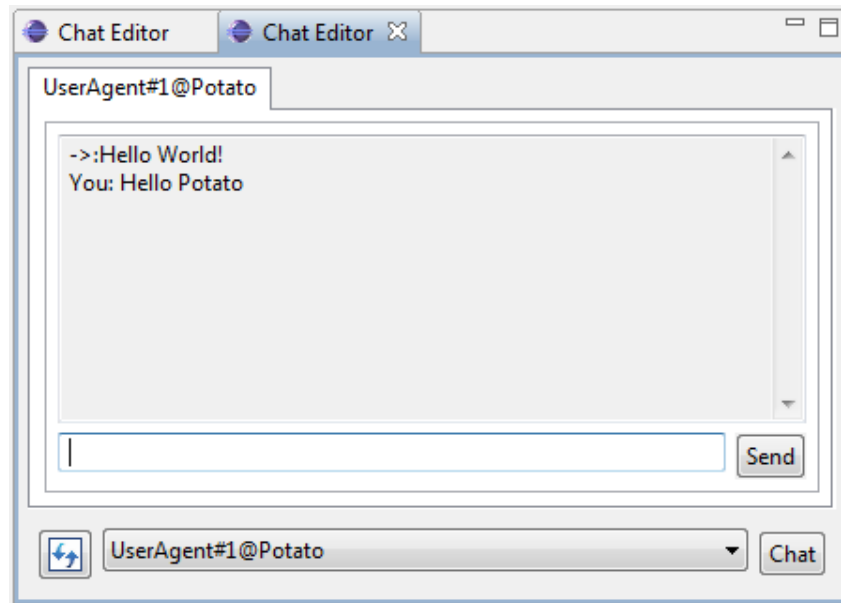 Chat Editor Chat Editor
UserAgent#1@Potato
->:Hello World!
You: Hello Potato
Send
UserAgent#1@Potato Chat